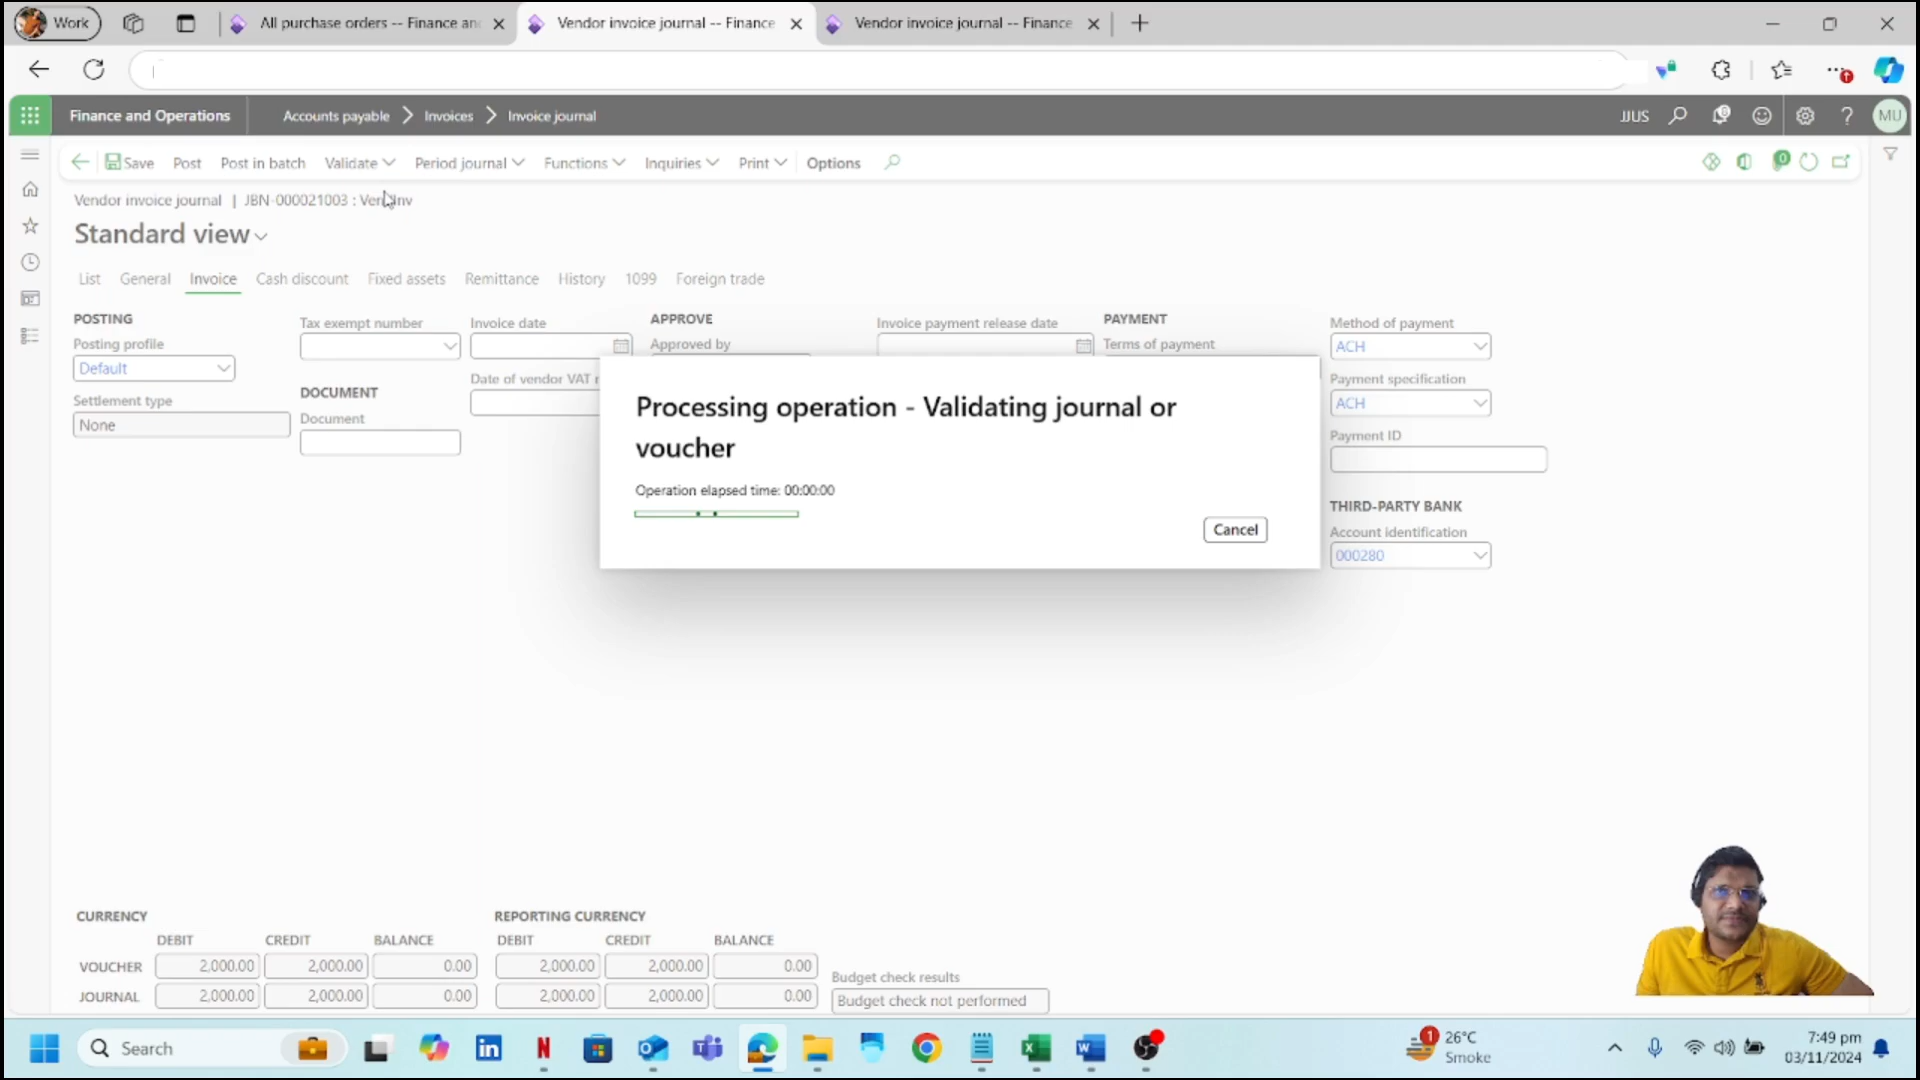 Work
All purchase orders -- Finance an
Vendor invoice journal -- Finance
Vendor invoice journal -- Finance
Finance and Operations
Accounts payable
Invoices
Invoice journal
JJUS
MU
Save
Post
Post in batch
Validate
Period journal
Functions
Inquiries
Print
Options
0
Vendor invoice journal | JBN-000021003 : VendInv
Standard view
List
General
Invoice
Cash discount
Fixed assets
Remittance
History
1099
Foreign trade
POSTING
Posting profile
Default
Settlement type
None
Tax exempt number
DOCUMENT
Document
Invoice date
Date of vendor VAT r
APPROVE
Approved by
Invoice payment release date
PAYMENT
Terms of payment
Method of payment
ACH
Payment specification
ACH
Payment ID
THIRD-PARTY BANK
Account identification
000280
Processing operation - Validating journal or
voucher
Operation elapsed time: 00:00:00
Cancel
CURRENCY
REPORTING CURRENCY
DEBIT CREDIT BALANCE DEBIT CREDIT BALANCE
VOUCHER 2,000.00 2,000.00 0.00 2,000.00 2,000.00 0.00
JOURNAL 2,000.00 2,000.00 0.00 2,000.00 2,000.00 0.00
Budget check results
Budget check not performed
Search
1
26°C
Smoke
7:49 pm
03/11/2024